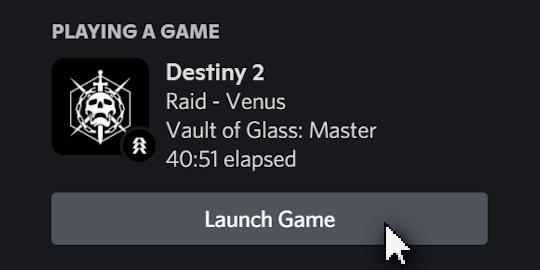 PLAYING A GAME
Destiny 2
Raid - Venus
Vault of Glass: Master
40:51 elapsed
Launch Game